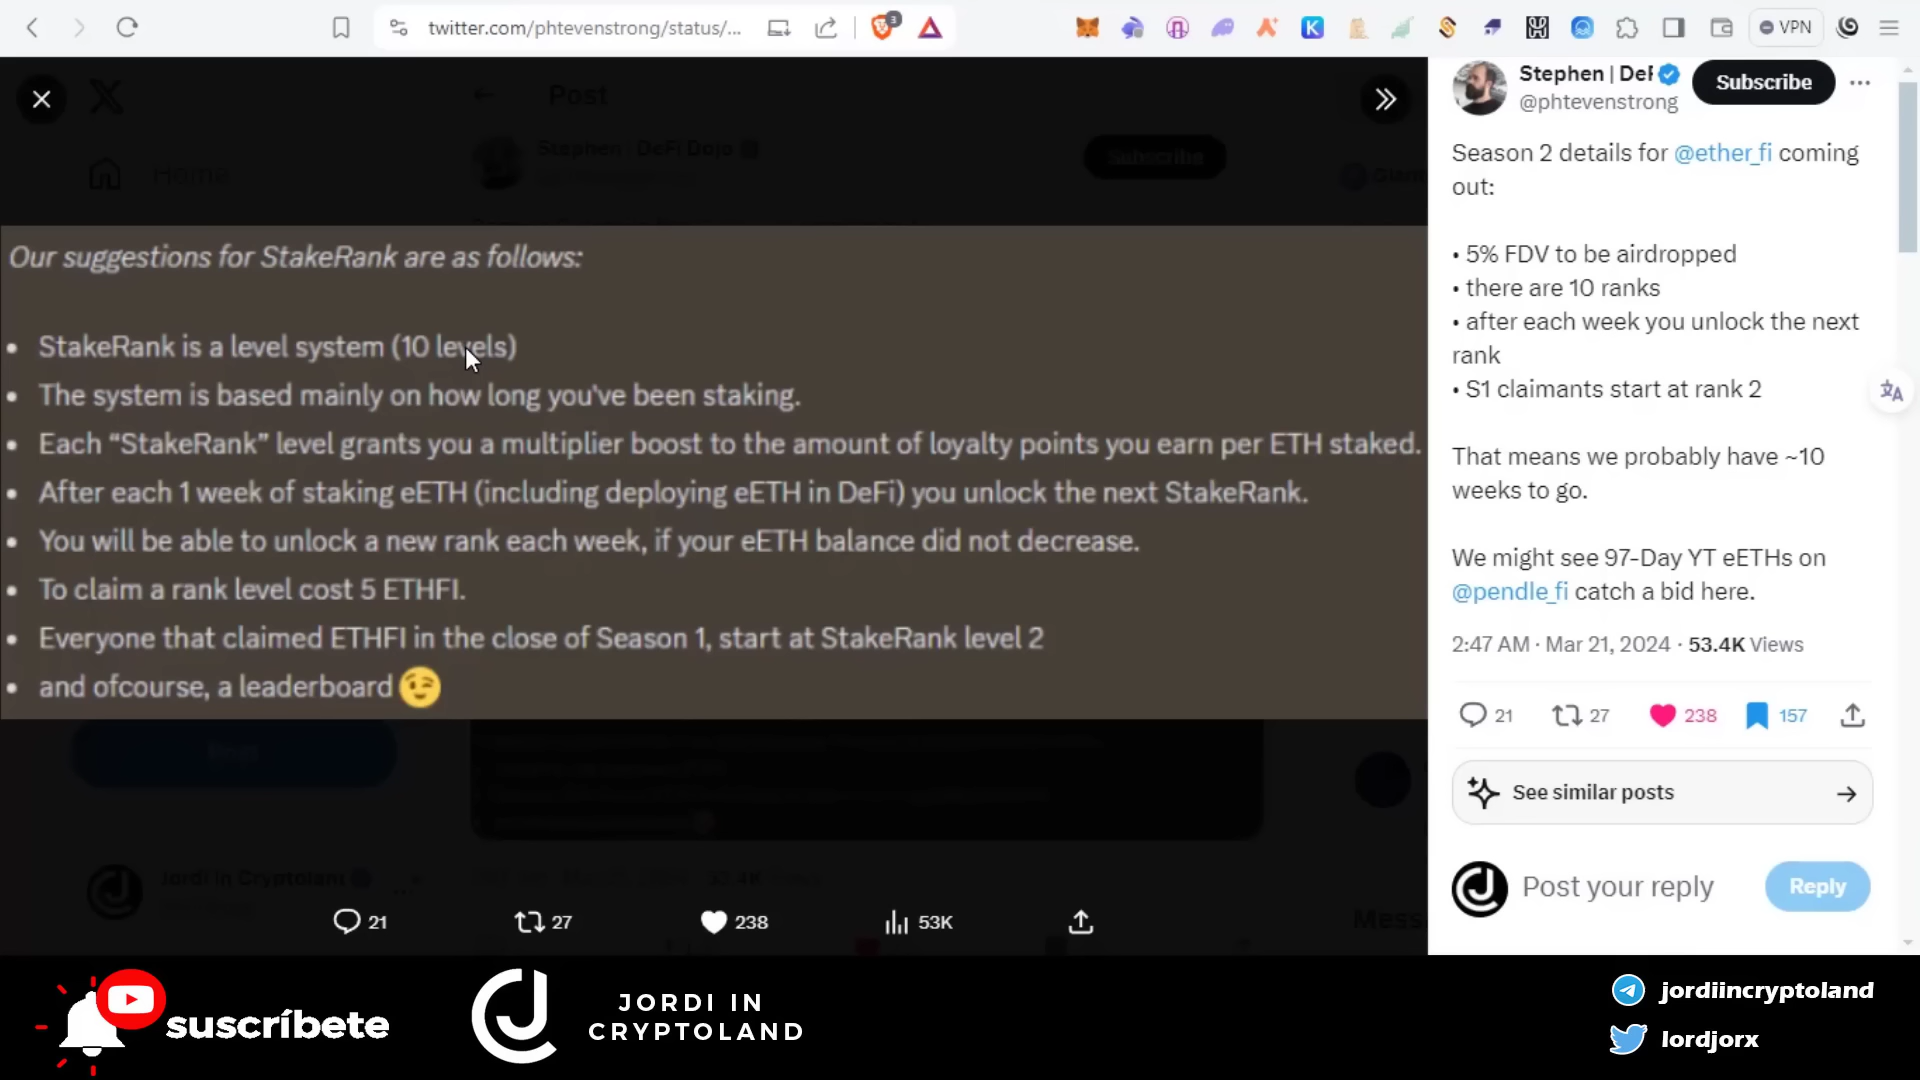 twitter.com/phtevenstrong/status/...
3
VPN
Post
Stephen | DeFi Dojo
Subscribe
Home
Our suggestions for StakeRank are as follows:
• StakeRank is a level system (10 levels)
• The system is based mainly on how long you've been staking.
• Each “StakeRank” level grants you a multiplier boost to the amount of loyalty points you earn per ETH staked.
• After each 1 week of staking eETH (including deploying eETH in DeFi) you unlock the next StakeRank.
• You will be able to unlock a new rank each week, if your eETH balance did not decrease.
• To claim a rank level cost 5 ETHFI.
• Everyone that claimed ETHFI in the close of Season 1, start at StakeRank level 2
• and ofcourse, a leaderboard 😉
Jordi in Cryptolant
21
27
238
53K
Stephen | DeF
@phtevenstrong
Subscribe
Season 2 details for @ether_fi coming
out:
• 5% FDV to be airdropped
• there are 10 ranks
• after each week you unlock the next
rank
• S1 claimants start at rank 2
That means we probably have ~10
weeks to go.
We might see 97-Day YT eETHs on
@pendle_fi catch a bid here.
2:47 AM · Mar 21, 2024 · 53.4K Views
21
27
238
157
See similar posts
Post your reply
Reply
Mess
suscríbete
JORDI IN
CRYPTOLAND
jordiincryptoland
lordjorx